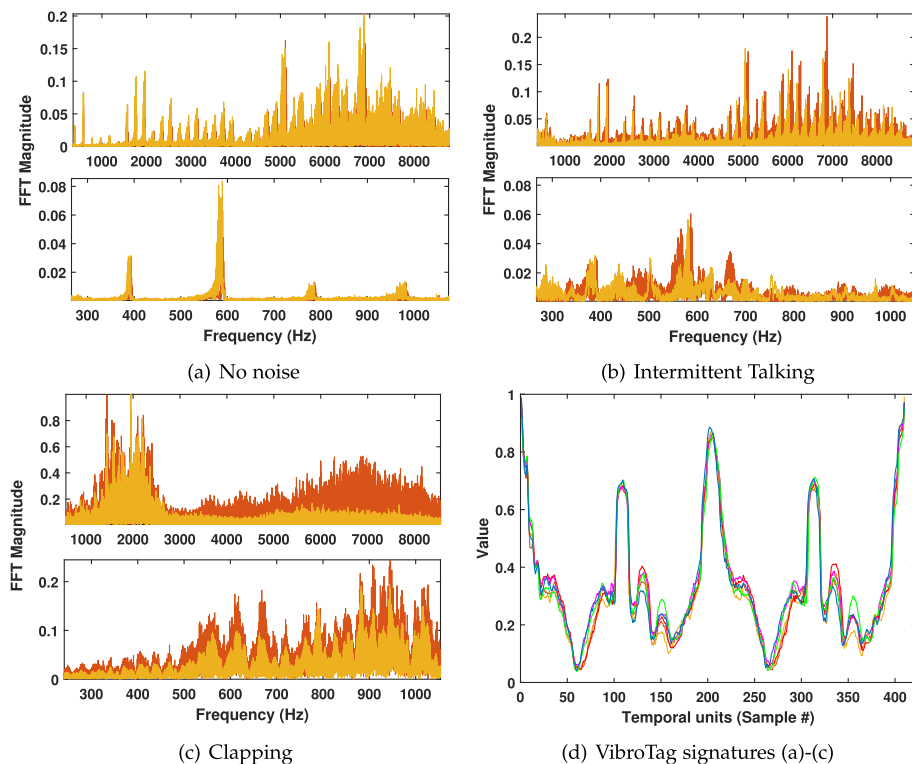 0.2
0.15
0.1
0.05
0
1000 2000 3000 4000 5000 6000 7000 8000
FFT Magnitude
0.08
0.06
0.04
0.02
300 400 500 600 700 800 900 1000
Frequency (Hz)
(a) No noise
0.2
0.15
0.1
0.05
1000 2000 3000 4000 5000 6000 7000 8000
FFT Magnitude
0.08
0.06
0.04
0.02
300 400 500 600 700 800 900 1000
Frequency (Hz)
(b) Intermittent Talking
0.8
0.6
0.4
0.2
1000 2000 3000 4000 5000 6000 7000 8000
FFT Magnitude
0.2
0.1
0
300 400 500 600 700 800 900 1000
Frequency (Hz)
(c) Clapping
1
0.8
0.6
0.4
0.2
0
Value
0 50 100 150 200 250 300 350 400
Temporal units (Sample #)
(d) VibroTag signatures (a)-(c)